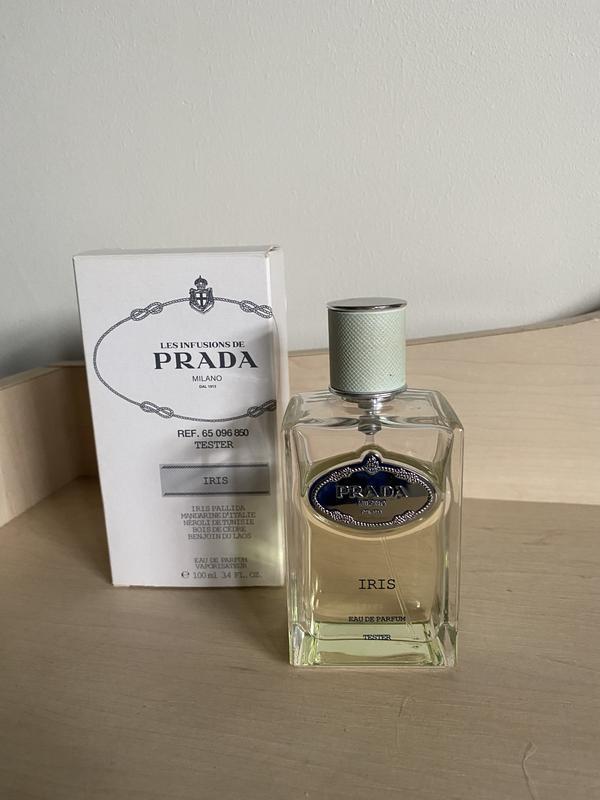 LES INFUSIONS DE
PRADA
MILANO
DAL 1913
REF. 65 096 850
TESTER
IRIS
IRIS PALLIDA
MANDARINE D'ITALIE
NÉROLI DE TUNISIE
BOIS DE CÈDRE
BENJOIN DU LAOS
EAU DE PARFUM
VAPORISATEUR
℮ 100 ml 3.4 FL. OZ.
PRADA
MILANO
IRIS
EAU DE PARFUM
TESTER